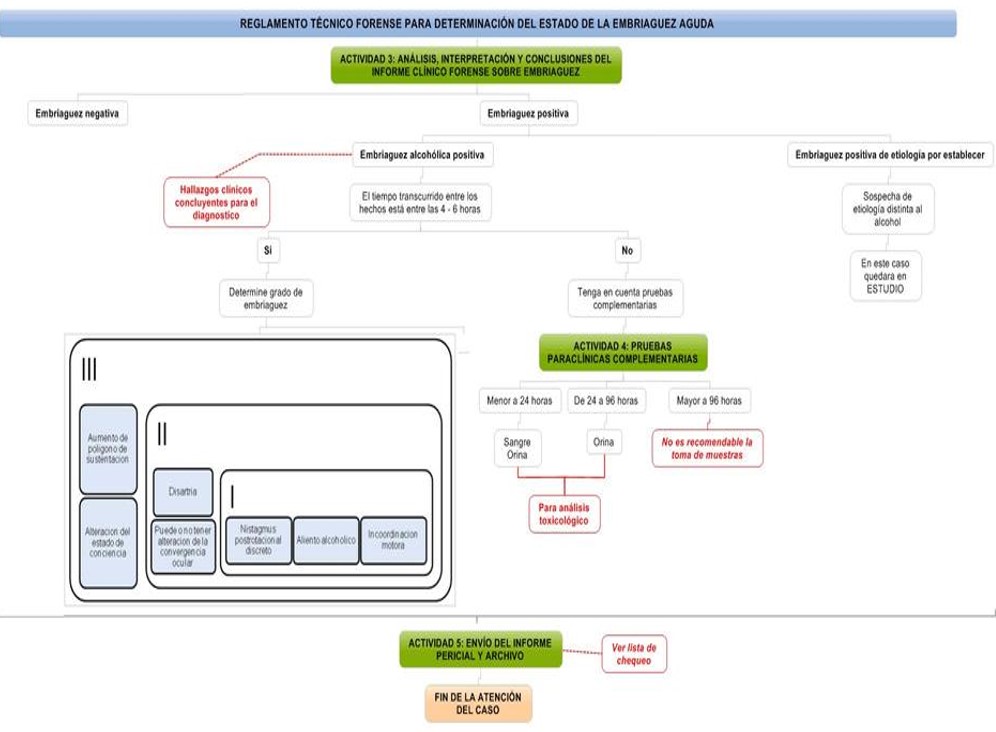 REGLAMENTO TÉCNICO FORENSE PARA DETERMINACIÓN DEL ESTADO DE LA EMBRIAGUEZ AGUDA
ACTIVIDAD 3: ANÁLISIS, INTERPRETACIÓN Y CONCLUSIONES DEL
INFORME CLÍNICO FORENSE SOBRE EMBRIAGUEZ
Embriaguez negativa
Embriaguez positiva
Embriaguez alcohólica positiva
Embriaguez positiva de etiología por establecer
Hallazgos clínicos
concluyentes para el
diagnostico
El tiempo transcurrido entre los
hechos está entre las 4 - 6 horas
Sospecha de
etiología distinta al
alcohol
En este caso
quedara en
ESTUDIO
Si
No
Determine grado de
embriaguez
Tenga en cuenta pruebas
complementarias
III
Aumento de
poligono de
sustentacion
Alteracion del
estado de
conciencia
II
Disartria
Puede o no tener
alteracion de la
convergencia
ocular
I
Nistagmus
postrotacional
discreto
Aliento alcoholico
Incoordinacion
motora
ACTIVIDAD 4: PRUEBAS
PARACLÍNICAS COMPLEMENTARIAS
Menor a 24 horas
De 24 a 96 horas
Mayor a 96 horas
Sangre
Orina
Orina
No es recomendable la
toma de muestras
Para análisis
toxicológico
ACTIVIDAD 5: ENVÍO DEL INFORME
PERICIAL Y ARCHIVO
Ver lista de
chequeo
FIN DE LA ATENCIÓN
DEL CASO